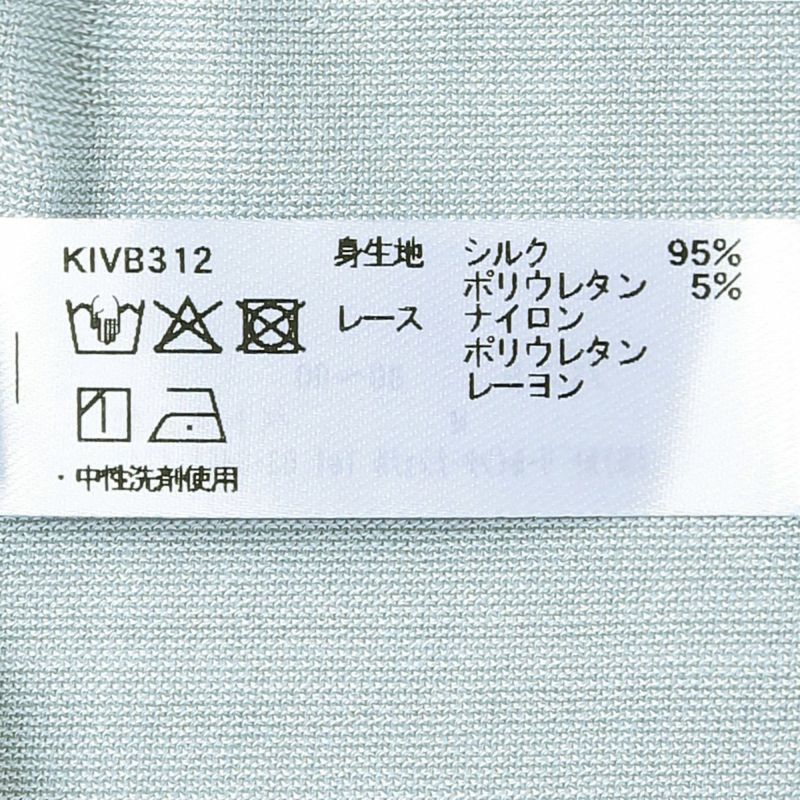 KIVB312
身生地 シルク 95%
ポリウレタン 5%
レース ナイロン
ポリウレタン
レーヨン
・中性洗剤使用